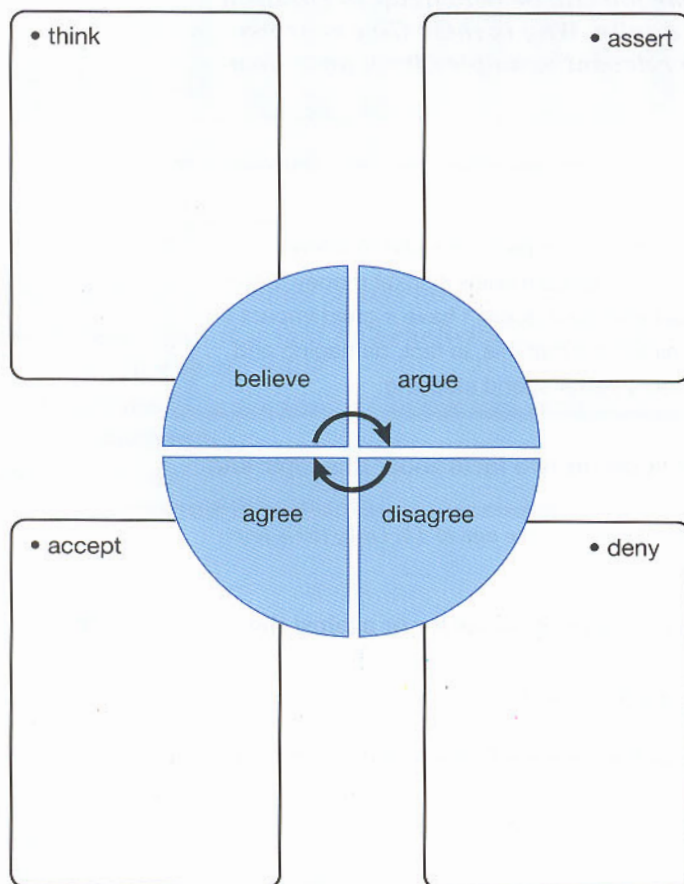 • think
• assert
believe
argue
agree
disagree
• accept
• deny